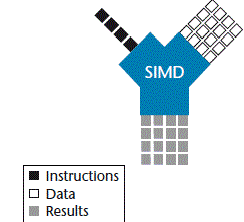 SIMD
Instructions
Data
Results